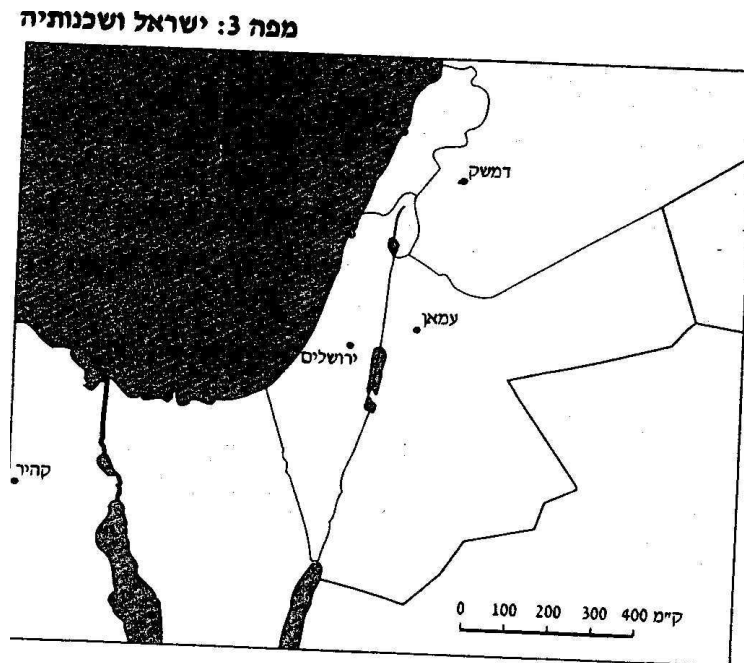 מפה 3: ישראל ושכנותיה
דמשק
עמאן
ירושלים
קהיר
0 100 200 300 400 ק״מ